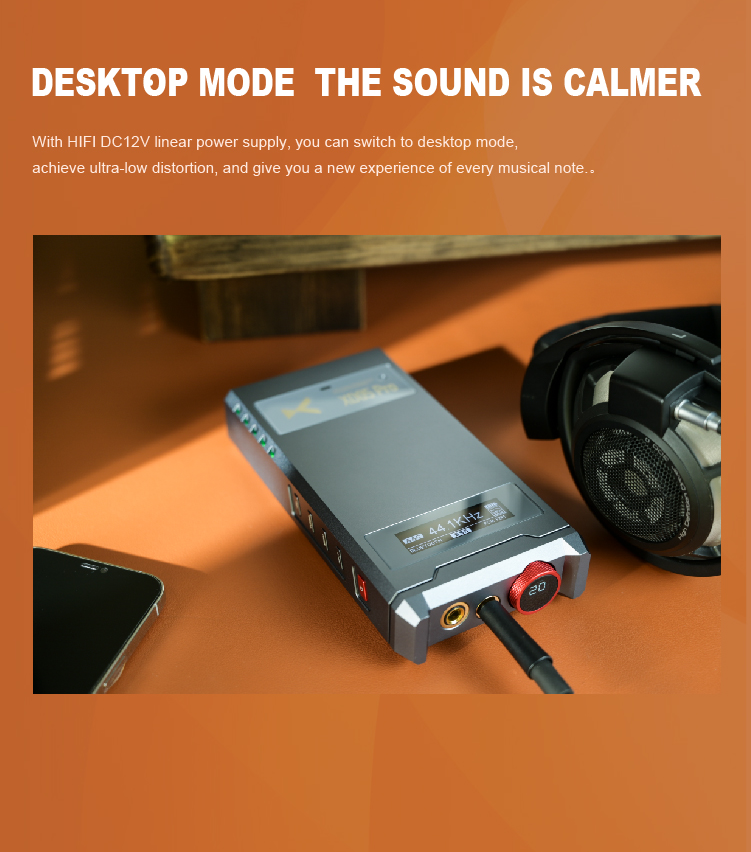 DESKTOP MODE THE SOUND IS CALMER
With HIFI DC12V linear power supply, you can switch to desktop mode,
achieve ultra-low distortion, and give you a new experience of every musical note.。
44.1KHz
BLUETOOTH
20